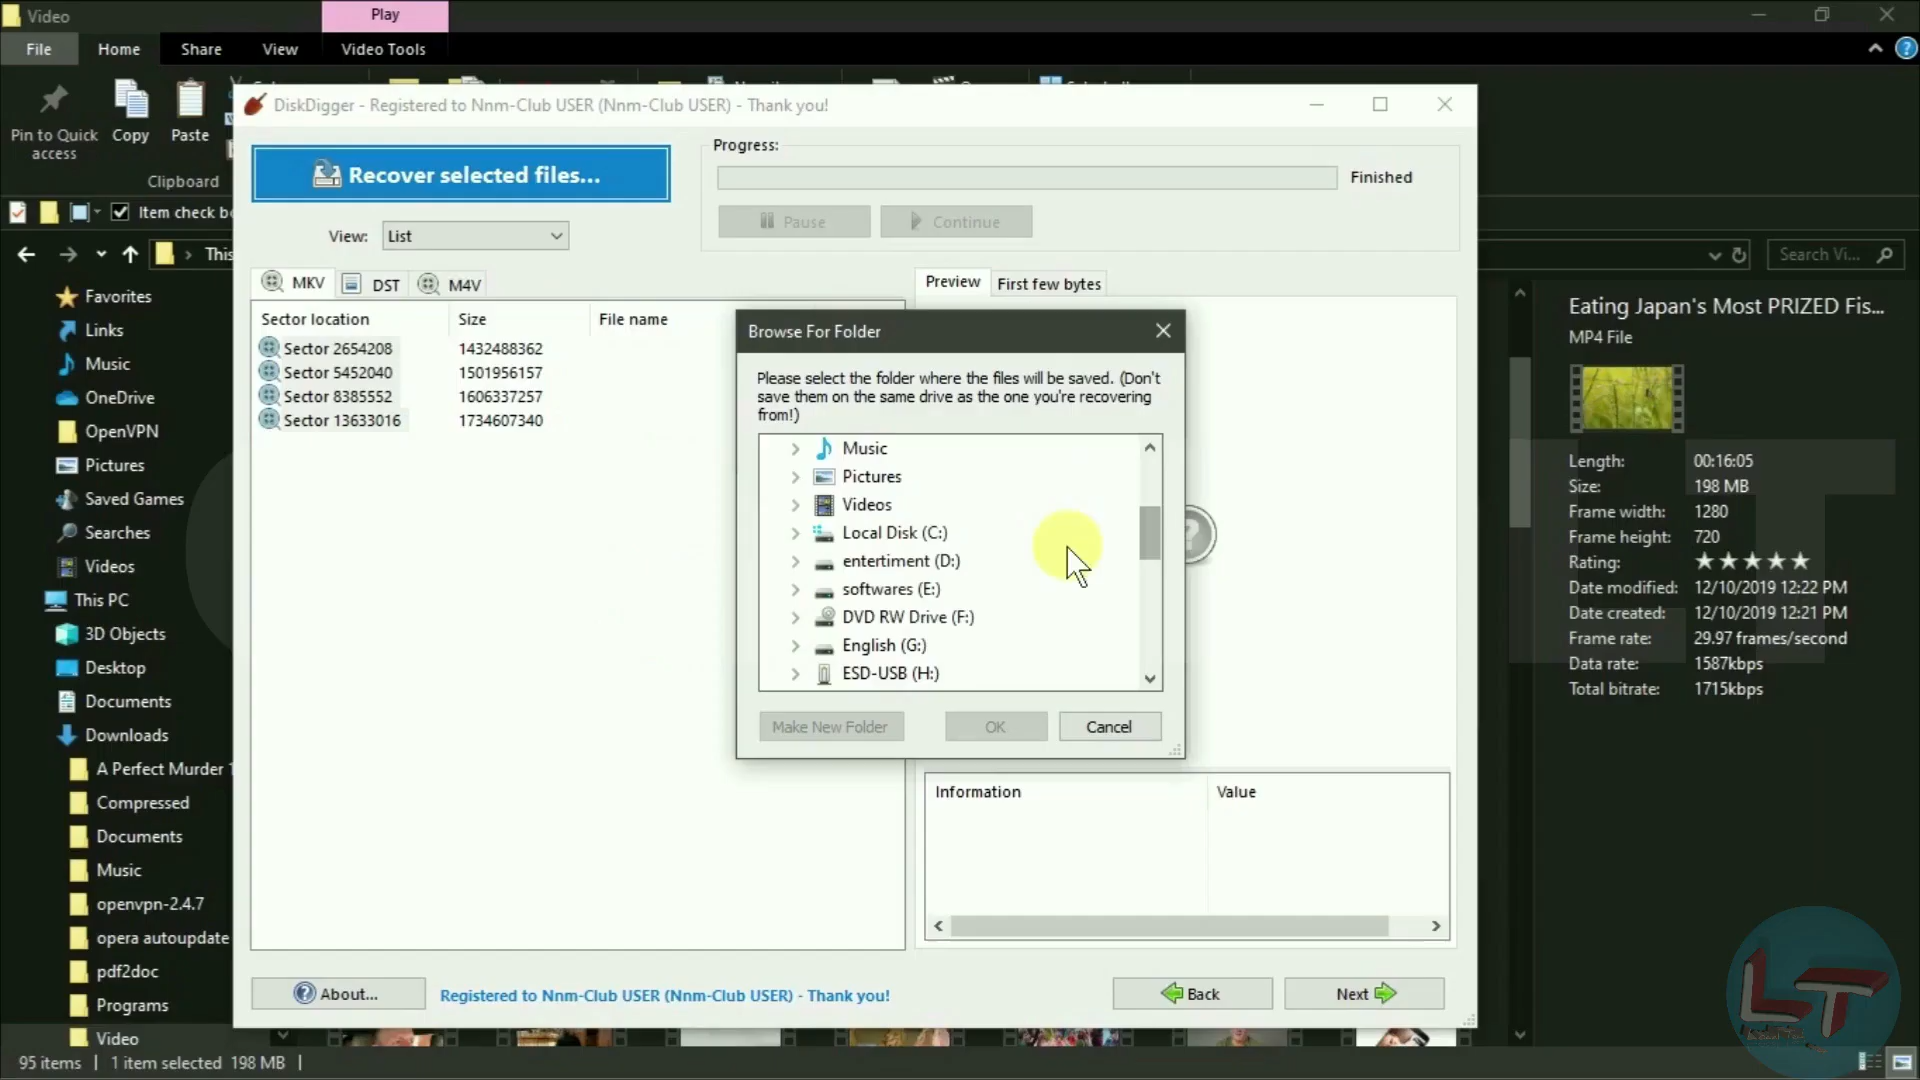 Video
Play
File
Home
Share
View
Video Tools
Pin to Quick access
Copy
Paste
Clipboard
Item check bo
This
Search Vi...
Favorites
Links
Music
OneDrive
OpenVPN
Pictures
Saved Games
Searches
Videos
This PC
3D Objects
Desktop
Documents
Downloads
A Perfect Murder 1
Compressed
Documents
Music
openvpn-2.4.7
opera autoupdate
pdf2doc
Programs
Video
95 items
1 item selected 198 MB
DiskDigger - Registered to Nnm-Club USER (Nnm-Club USER) - Thank you!
Recover selected files...
Progress:
Finished
Pause
Continue
View:
List
MKV
DST
M4V
Sector location
Size
File name
Sector 2654208 1432488362
Sector 5452040 1501956157
Sector 8385552 1606337257
Sector 13633016 1734607340
Preview
First few bytes
Browse For Folder
Please select the folder where the files will be saved. (Don't
save them on the same drive as the one you're recovering
from!)
Music
Pictures
Videos
Local Disk (C:)
entertiment (D:)
softwares (E:)
DVD RW Drive (F:)
English (G:)
ESD-USB (H:)
Make New Folder
OK
Cancel
Information
Value
About...
Registered to Nnm-Club USER (Nnm-Club USER) - Thank you!
Back
Next
Eating Japan's Most PRIZED Fis...
MP4 File
Length: 00:16:05
Size: 198 MB
Frame width: 1280
Frame height: 720
Rating:
Date modified: 12/10/2019 12:22 PM
Date created: 12/10/2019 12:21 PM
Frame rate: 29.97 frames/second
Data rate: 1587kbps
Total bitrate: 1715kbps
LT